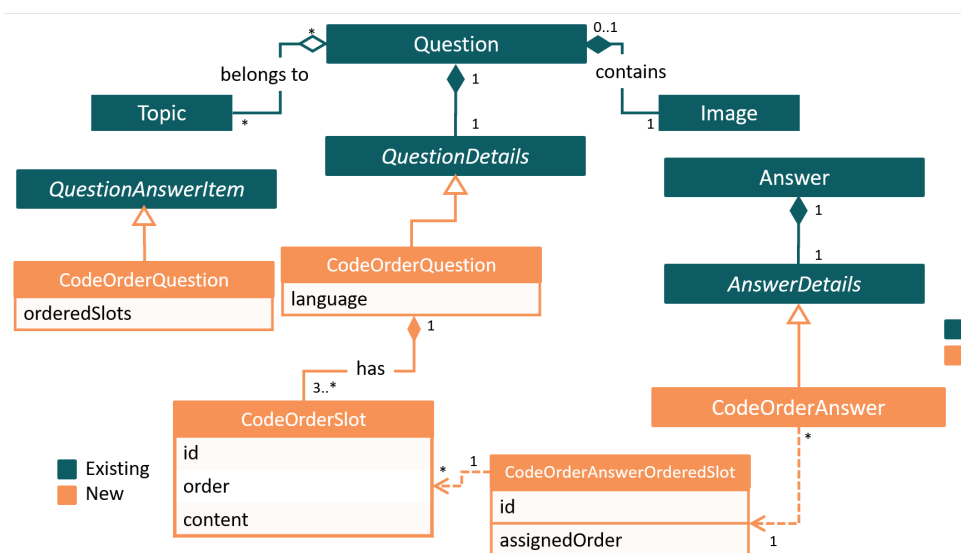 Question
*
0..1
belongs to
contains
1
Topic
*
1
Image
1
QuestionDetails
QuestionAnswerItem
Answer
1
1
CodeOrderQuestion
orderedSlots
CodeOrderQuestion
language
AnswerDetails
1
has
3..*
CodeOrderSlot
id
order
content
CodeOrderAnswer
*
Existing
New
*
1
CodeOrderAnswerOrderedSlot
id
assignedOrder
1